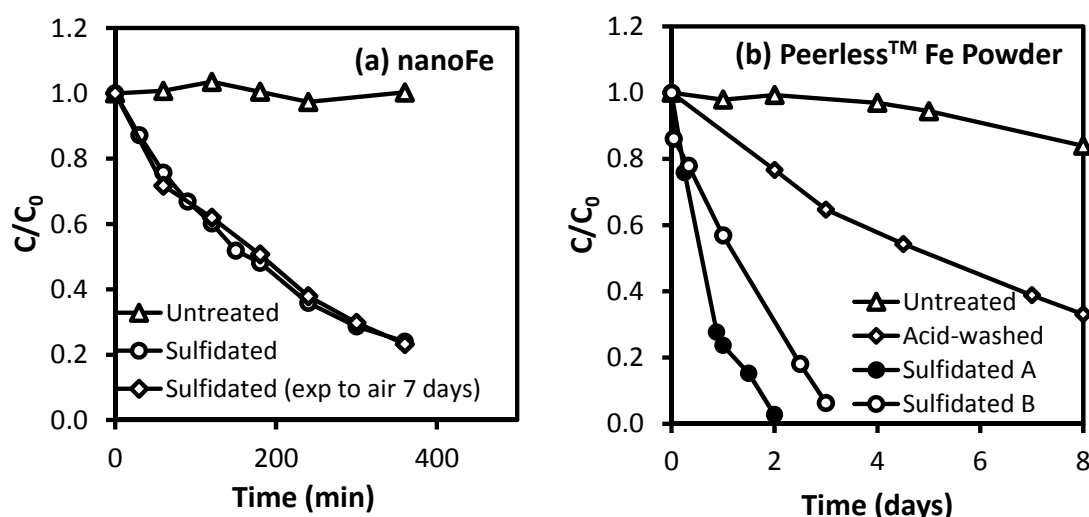 (a) nanoFe
C/C₀
1.2
1.0
0.8
0.6
0.4
0.2
0.0
Untreated
Sulfidated
Sulfidated (exp to air 7 days)
0
200
400
Time (min)
(b) Peerless™ Fe Powder
C/C₀
1.2
1.0
0.8
0.6
0.4
0.2
0.0
Untreated
Acid-washed
Sulfidated A
Sulfidated B
0
2
4
6
8
Time (days)